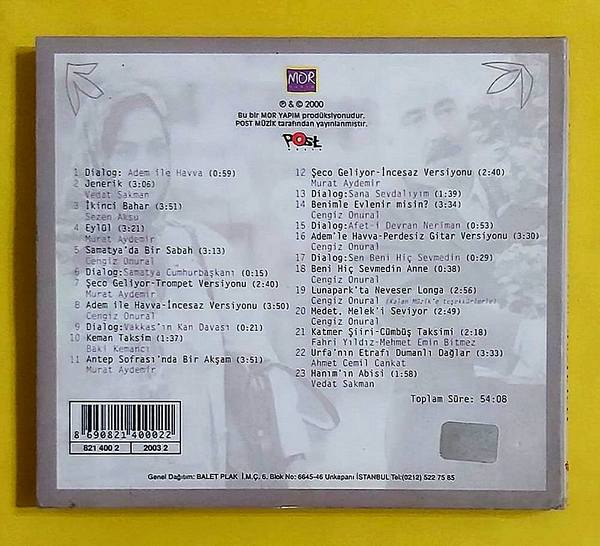 MOR
YAPIM
℗ & © 2000
Bu bir MOR YAPIM prodüksiyonudur.
POST MÜZİK tarafından yayınlanmıştır.
POSt
1 Dialog: Adem ile Havva (0:59)
2 Jenerik (3:06)
Vedat Sakman
3 İkinci Bahar (3:51)
Sezen Aksu
4 Eylül (3:21)
Murat Aydemir
5 Samatya'da Bir Sabah (3:13)
Cengiz Onural
6 Dialog:Samatya Cumhurbaşkanı (0:15)
7 Şeco Geliyor-Trompet Versiyonu (2:40)
Murat Aydemir
8 Adem ile Havva-İncesaz Versiyonu (3:50)
Cengiz Onural
9 Dialog:Vakkas'ın Kan Davası (0:21)
10 Keman Taksim (1:37)
Baki Kemancı
11 Antep Sofrası'nda Bir Akşam (3:51)
Murat Aydemir
12 Şeco Geliyor-İncesaz Versiyonu (2:40)
Murat Aydemir
13 Dialog:Sana Sevdalıyım (1:39)
14 Benimle Evlenir misin? (3:34)
Cengiz Onural
15 Dialog:Afet-i Devran Neriman (0:53)
16 Adem'le Havva-Perdesiz Gitar Versiyonu (3:30)
Cengiz Onural
17 Dialog:Sen Beni Hiç Sevmedin (0:29)
18 Beni Hiç Sevmedin Anne (0:38)
Cengiz Onural
19 Lunapark'ta Neveser Longa (2:56)
Cengiz Onural (Kalan Müzik'e teşekkürlerle)
20 Medet, Melek'i Seviyor (2:49)
Cengiz Onural
21 Katmer Şiiri-Cümbüş Taksimi (2:18)
Fahri Yıldız-Mehmet Emin Bitmez
22 Urfa'nın Etrafı Dumanlı Dağlar (3:33)
Ahmet Cemil Cankat
23 Hanım'ın Abisi (1:58)
Vedat Sakman
Toplam Süre: 54:08
8 690821 400022
821 400 2 2003 2
Genel Dağıtım: BALET PLAK İ.M.Ç. 6. Blok No: 6645-46 Unkapanı İSTANBUL Tel:(0212) 522 75 85